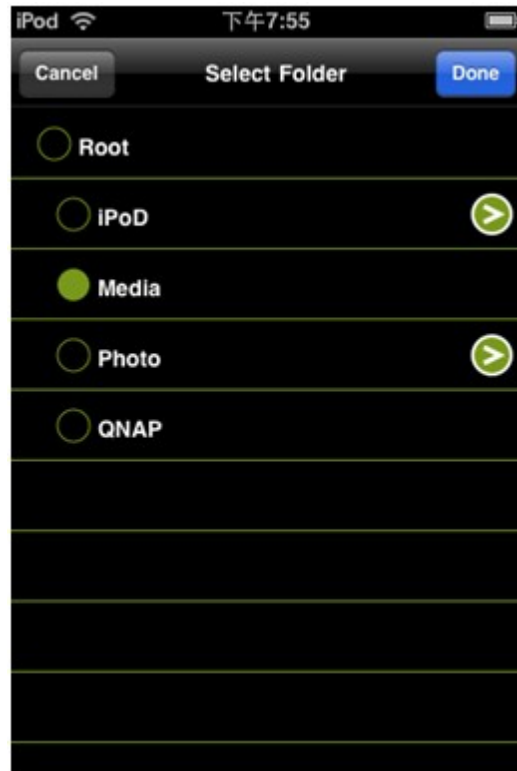 iPod 下午7:55
Cancel Select Folder Done
Root
iPoD
Media
Photo
QNAP